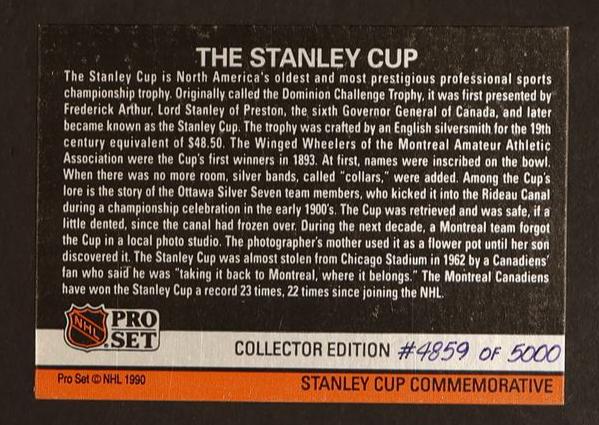 THE STANLEY CUP
The Stanley Cup is North America's oldest and most prestigious professional sports
championship trophy. Originally called the Dominion Challenge Trophy, it was first presented by
Frederick Arthur, Lord Stanley of Preston, the sixth Governor General of Canada, and later
became known as the Stanley Cup. The trophy was crafted by an English silversmith for the 19th
century equivalent of $48.50. The Winged Wheelers of the Montreal Amateur Athletic
Association were the Cup's first winners in 1893. At first, names were inscribed on the bowl.
When there was no more room, silver bands, called "collars," were added. Among the Cup's
lore is the story of the Ottawa Silver Seven team members, who kicked it into the Rideau Canal
during a championship celebration in the early 1900's. The Cup was retrieved and was safe, if a
little dented, since the canal had frozen over. During the next decade, a Montreal team forgot
the Cup in a local photo studio. The photographer's mother used it as a flower pot until her son
discovered it. The Stanley Cup was almost stolen from Chicago Stadium in 1962 by a Canadiens'
fan who said he was "taking it back to Montreal, where it belongs." The Montreal Canadiens
have won the Stanley Cup a record 23 times, 22 times since joining the NHL.
NHL PRO
SET
COLLECTOR EDITION #4859 OF 5000
Pro Set © NHL 1990 STANLEY CUP COMMEMORATIVE